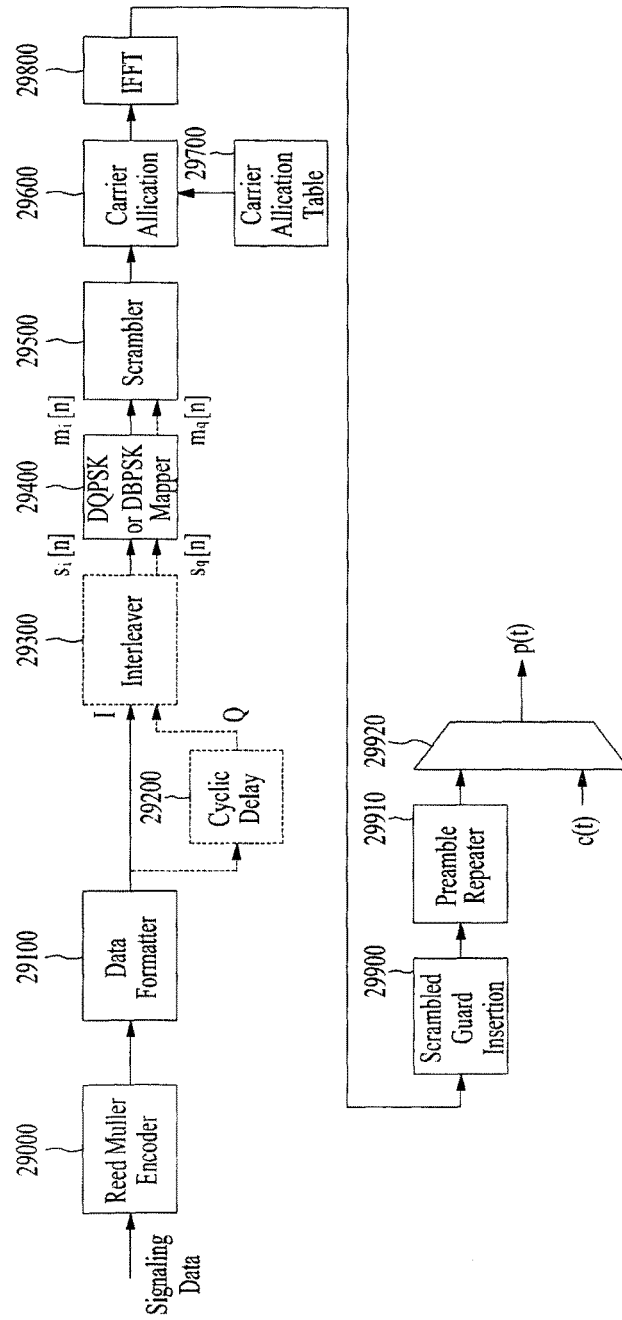 Signaling
Data
29000
Reed Muller
Encoder
29100
Data
Formatter
29200
Cyclic
Delay
I
Q
29300
Interleaver
sᵢ[n]
s_q[n]
29400
DQPSK
or DBPSK
Mapper
mᵢ[n]
m_q[n]
29500
Scrambler
29600
Carrier
Allication
29700
Carrier
Allication
Table
29800
IFFT
29900
Scrambled
Guard
Insertion
29910
Preamble
Repeater
29920
c(t)
p(t)